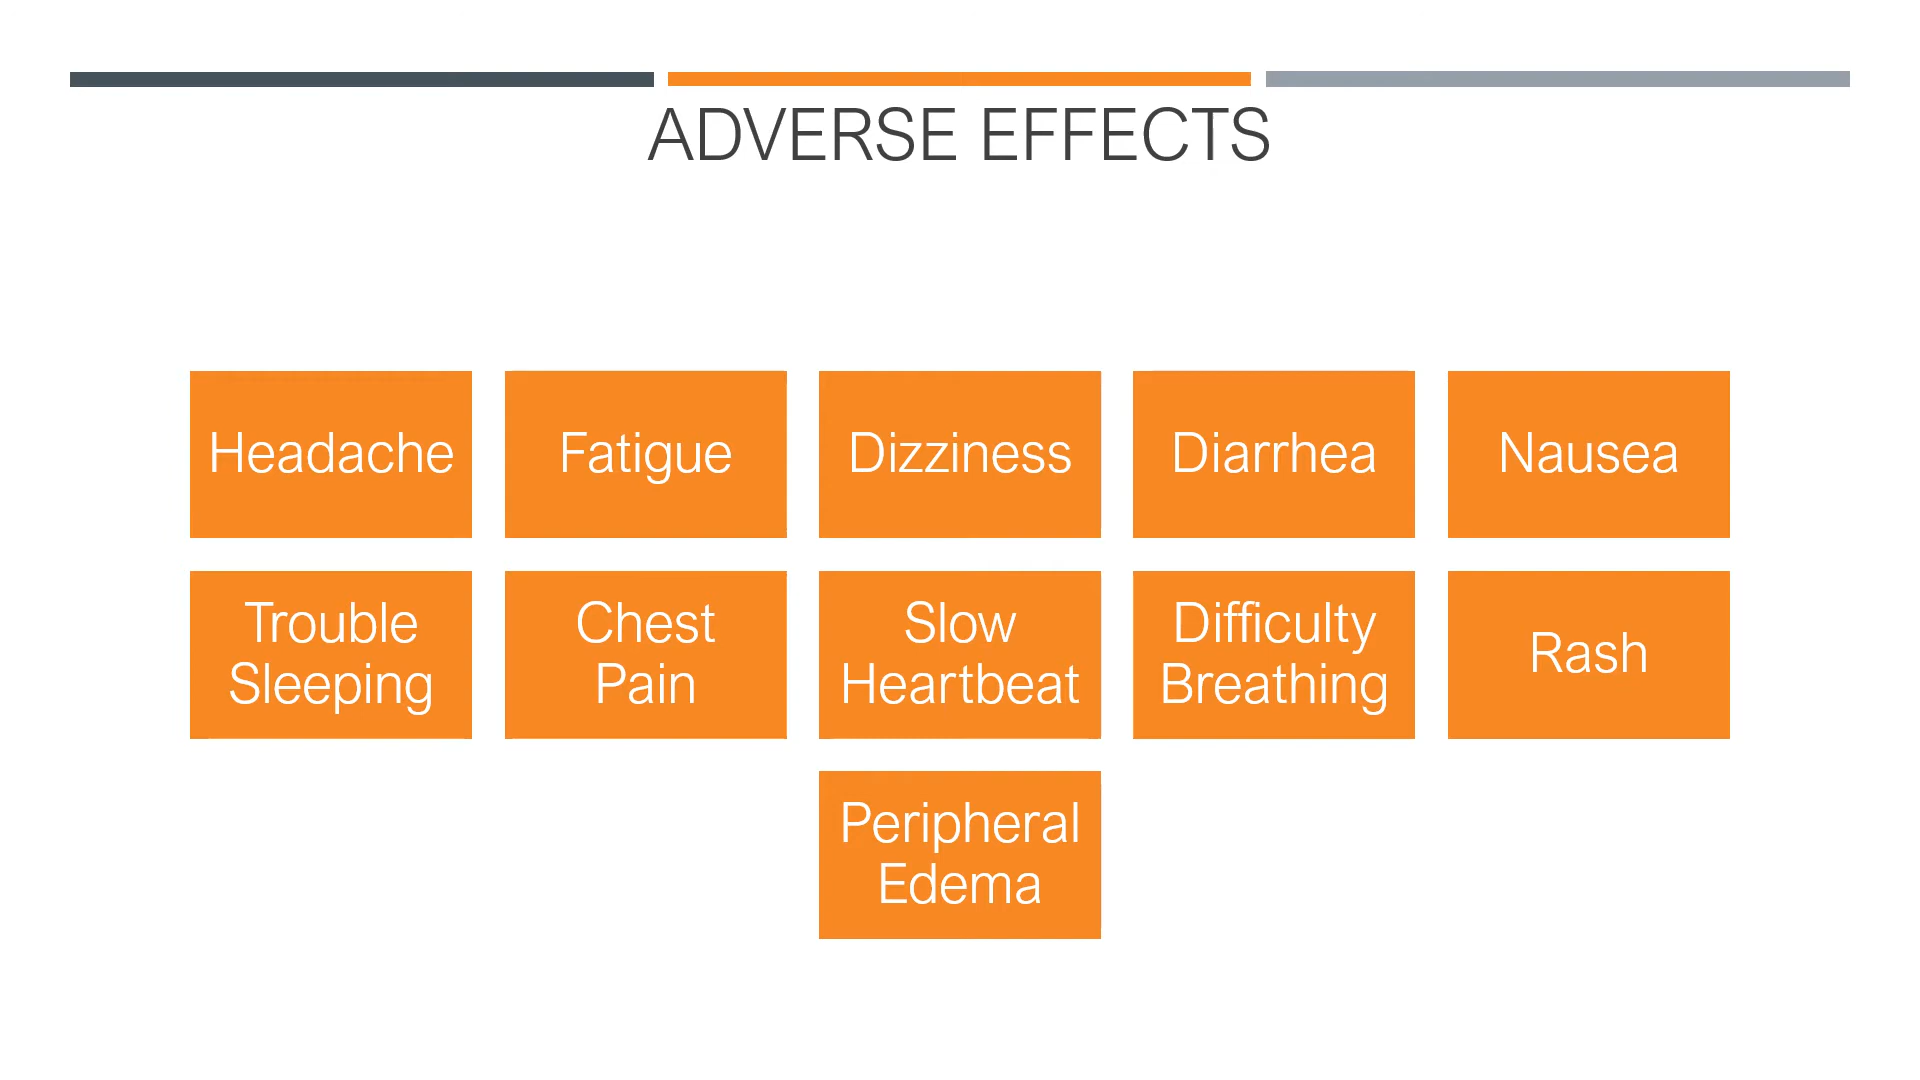 ADVERSE EFFECTS
Headache
Fatigue
Dizziness
Diarrhea
Nausea
Trouble
Sleeping
Chest
Pain
Slow
Heartbeat
Difficulty
Breathing
Rash
Peripheral
Edema